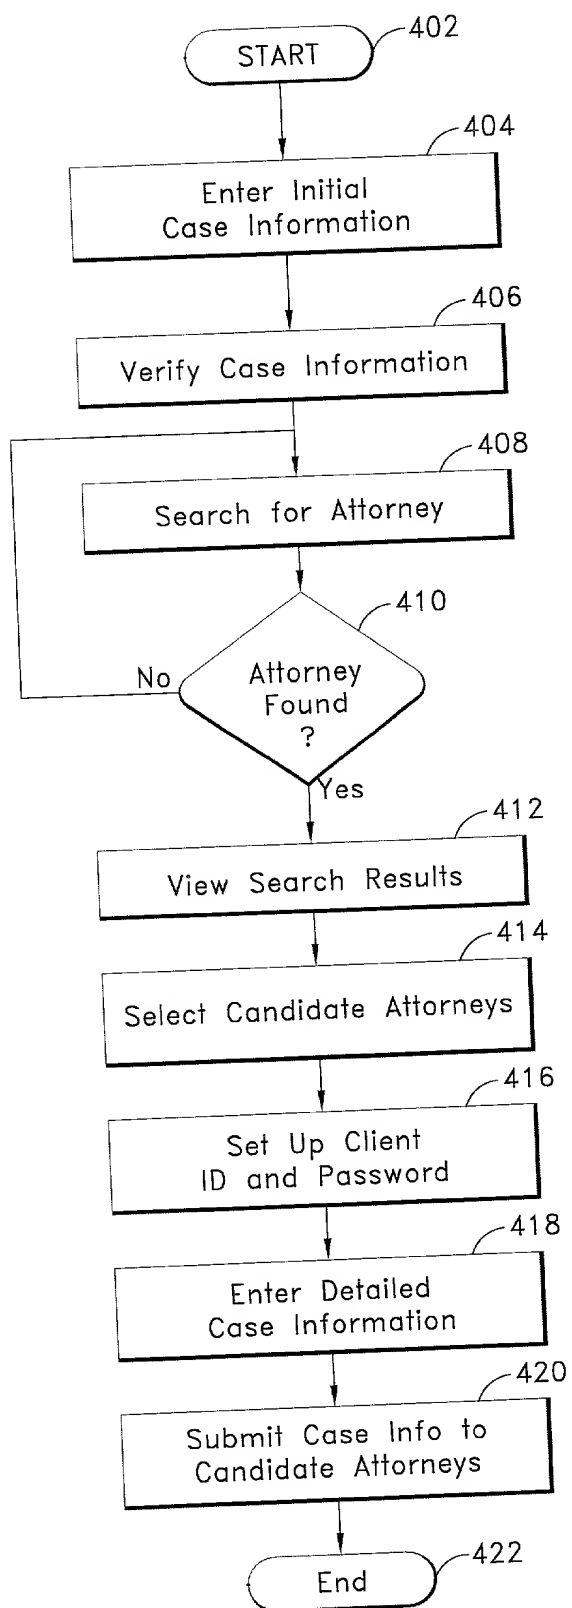 START
402
404
Enter Initial
Case Information
406
Verify Case Information
408
Search for Attorney
410
Attorney
Found
?
No
Yes
412
View Search Results
414
Select Candidate Attorneys
416
Set Up Client
ID and Password
418
Enter Detailed
Case Information
420
Submit Case Info to
Candidate Attorneys
End
422